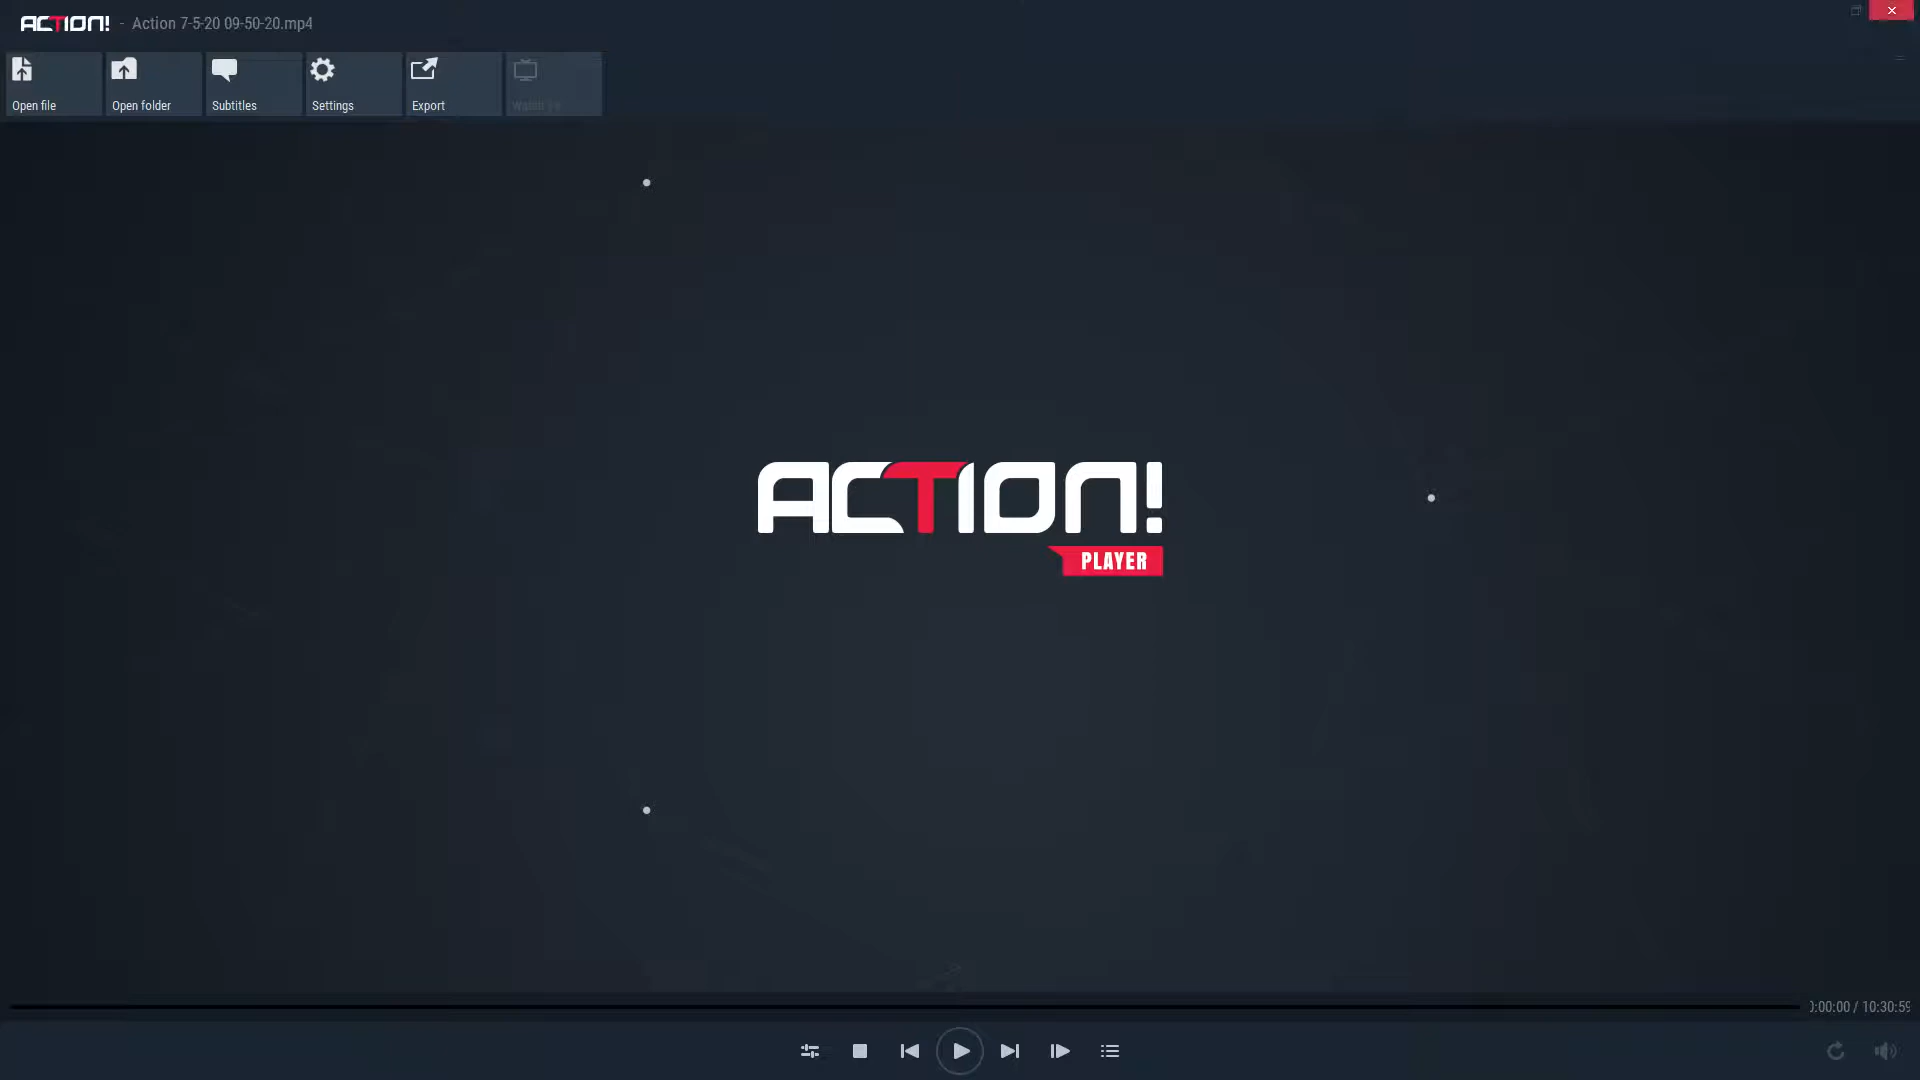 ACTION! - Action 7-5-20 09-50-20.mp4
Open file
Open folder
Subtitles
Settings
Export
ACTION!
PLAYER
0:00:00 / 10:30:59